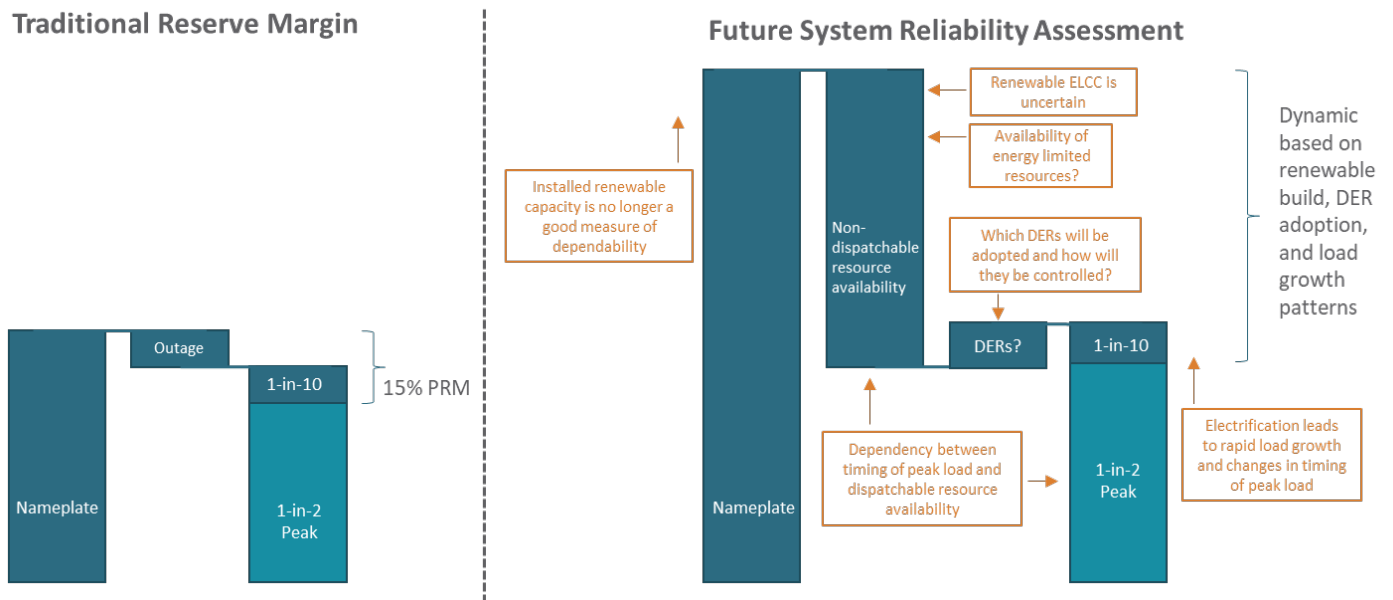 Traditional Reserve Margin
Nameplate
Outage
1-in-10
1-in-2
Peak
15% PRM
Future System Reliability Assessment
Installed renewable
capacity is no longer a
good measure of
dependability
Nameplate
Non-
dispatchable
resource
availability
Renewable ELCC is
uncertain
Availability of
energy limited
resources?
Which DERs will be
adopted and how will
they be controlled?
DERs?
1-in-10
1-in-2
Peak
Dependency between
timing of peak load and
dispatchable resource
availability
Electrification leads
to rapid load growth
and changes in timing
of peak load
Dynamic
based on
renewable
build, DER
adoption,
and load
growth
patterns